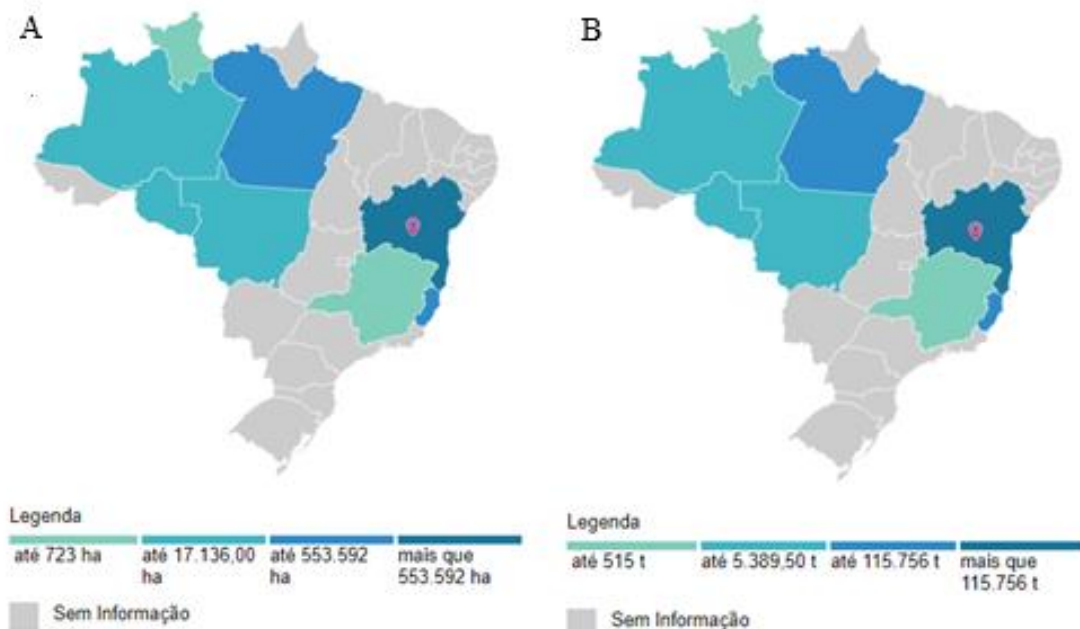 A
B
Legenda
até 723 ha
até 17.136,00
ha
até 553.592
ha
mais que
553.592 ha
Sem Informação
Legenda
até 515 t
até 5.389,50 t
até 115.756 t
mais que
115.756 t
Sem Informação